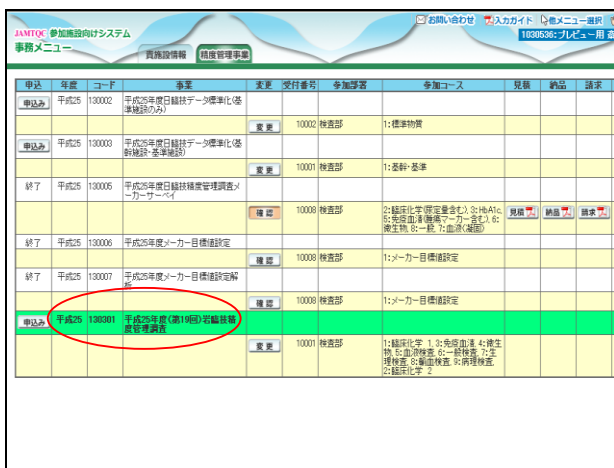 お問い合わせ 入力ガイド 他メニュー選択
JAMTQC 参加施設向けシステム
1030536:プレビュー用
事務メニュー
貴施設情報 精度管理事業
申込 年度 コード 事業 変更 受付番号 参加部署 参加コース 見積 納品 請求
申込み 平成25 130002 平成25年度日臨技データ標準化(基
準施設のみ)
変更 10002 検査部 1:標準物質
申込み 平成25 130003 平成25年度日臨技データ標準化(基
幹施設・基準施設)
変更 10001 検査部 1:基幹・基準
終了 平成25 130005 平成25年度日臨技精度管理調査メ
ーカーサーベイ
確認 10008 検査部 2:臨床化学(尿定量含む), 3:HbA1c,
5:免疫血清(腫瘍マーカー含む), 6:
微生物, 8:一般, 7:血液(凝固)
見積 納品 請求
終了 平成25 130006 平成25年度メーカー目標値設定
確認 10008 検査部 1:メーカー目標値設定
終了 平成25 130007 平成25年度メーカー目標値設定解
析
確認 10008 検査部 1:メーカー目標値設定
申込み 平成25 130301 平成25年度(第19回)岩臨技精
度管理調査
変更 10001 検査部 1:臨床化学 1, 3:免疫血清, 4:微生
物, 5:血液検査, 6:一般検査, 7:生
理検査, 8:輸血検査, 9:病理検査,
2:臨床化学 2